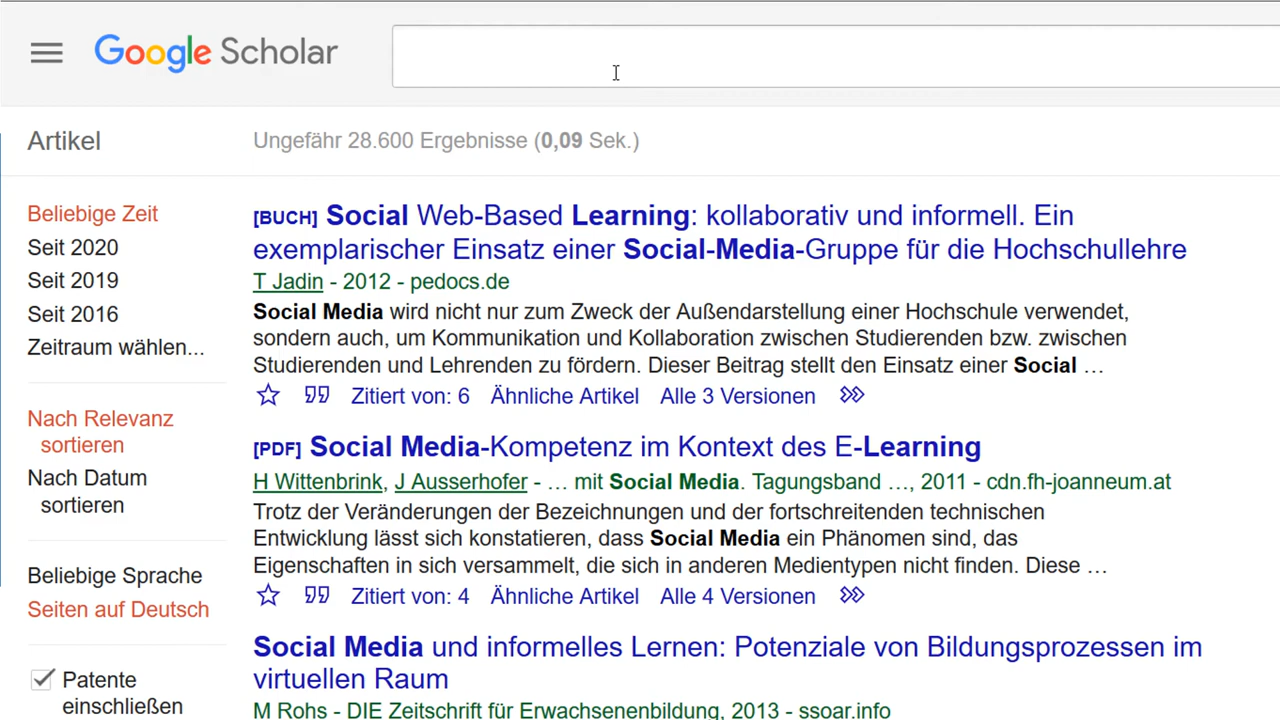 Google Scholar
Artikel
Ungefähr 28.600 Ergebnisse (0,09 Sek.)
Beliebige Zeit
Seit 2020
Seit 2019
Seit 2016
Zeitraum wählen...
Nach Relevanz
sortieren
Nach Datum
sortieren
Beliebige Sprache
Seiten auf Deutsch
Patente
einschließen
[BUCH] Social Web-Based Learning: kollaborativ und informell. Ein
exemplarischer Einsatz einer Social-Media-Gruppe für die Hochschullehre
T Jadin - 2012 - pedocs.de
Social Media wird nicht nur zum Zweck der Außendarstellung einer Hochschule verwendet,
sondern auch, um Kommunikation und Kollaboration zwischen Studierenden bzw. zwischen
Studierenden und Lehrenden zu fördern. Dieser Beitrag stellt den Einsatz einer Social …
Zitiert von: 6 Ähnliche Artikel Alle 3 Versionen
[PDF] Social Media-Kompetenz im Kontext des E-Learning
H Wittenbrink, J Ausserhofer - … mit Social Media. Tagungsband …, 2011 - cdn.fh-joanneum.at
Trotz der Veränderungen der Bezeichnungen und der fortschreitenden technischen
Entwicklung lässt sich konstatieren, dass Social Media ein Phänomen sind, das
Eigenschaften in sich versammelt, die sich in anderen Medientypen nicht finden. Diese …
Zitiert von: 4 Ähnliche Artikel Alle 4 Versionen
Social Media und informelles Lernen: Potenziale von Bildungsprozessen im
virtuellen Raum
M Rohs - DIE Zeitschrift für Erwachsenenbildung, 2013 - ssoar.info